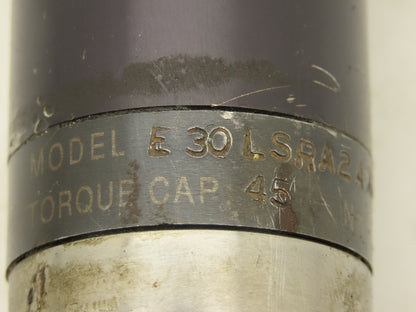 MODEL E 30 LSRA2
TORQUE CAP. 45